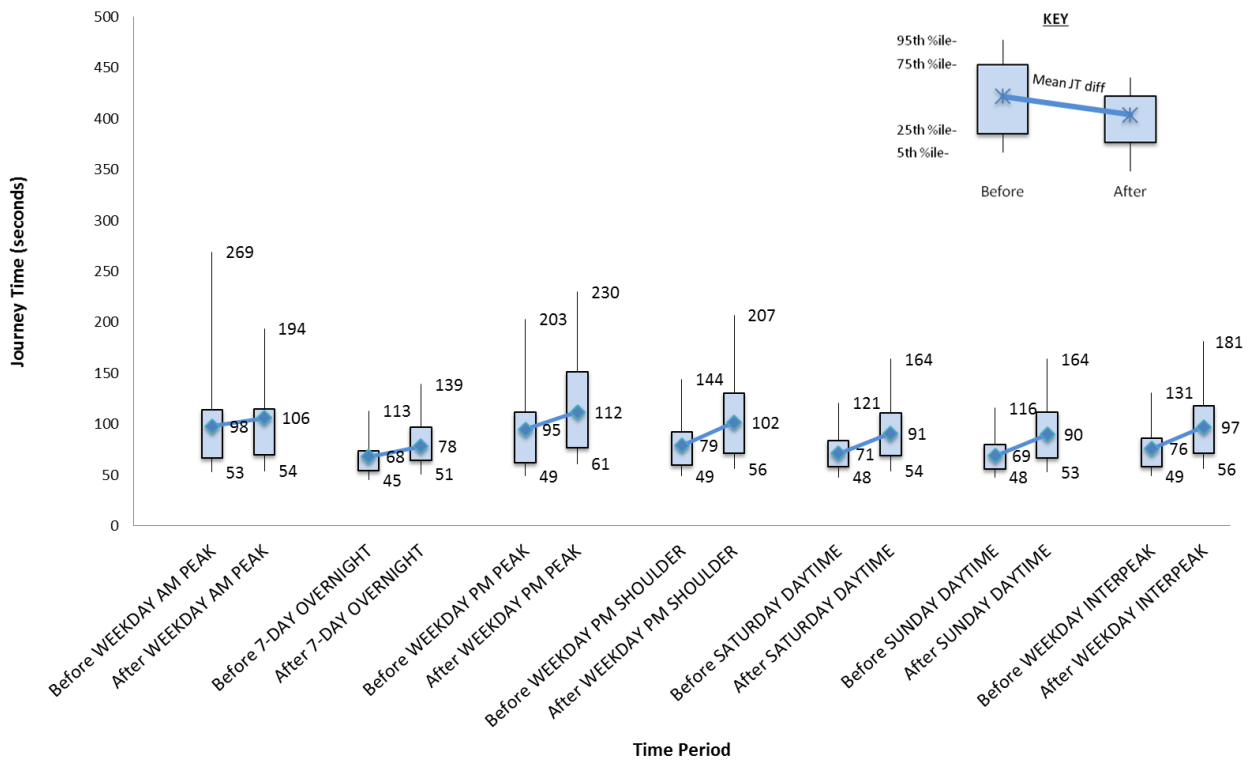 KEY
95th %ile-
75th %ile-
Mean JT diff
25th %ile-
5th %ile-
Before
After
Journey Time (seconds)
500
450
400
350
300
250
200
150
100
50
0
269
98
53
194
106
54
113
68
45
139
78
51
203
95
49
230
112
61
144
79
49
207
102
56
121
71
48
164
91
54
116
69
48
164
90
53
131
76
49
181
97
56
Before WEEKDAY AM PEAK
After WEEKDAY AM PEAK
Before 7-DAY OVERNIGHT
After 7-DAY OVERNIGHT
Before WEEKDAY PM PEAK
After WEEKDAY PM PEAK
Before WEEKDAY PM SHOULDER
After WEEKDAY PM SHOULDER
Before SATURDAY DAYTIME
After SATURDAY DAYTIME
Before SUNDAY DAYTIME
After SUNDAY DAYTIME
Before WEEKDAY INTERPEAK
After WEEKDAY INTERPEAK
Time Period